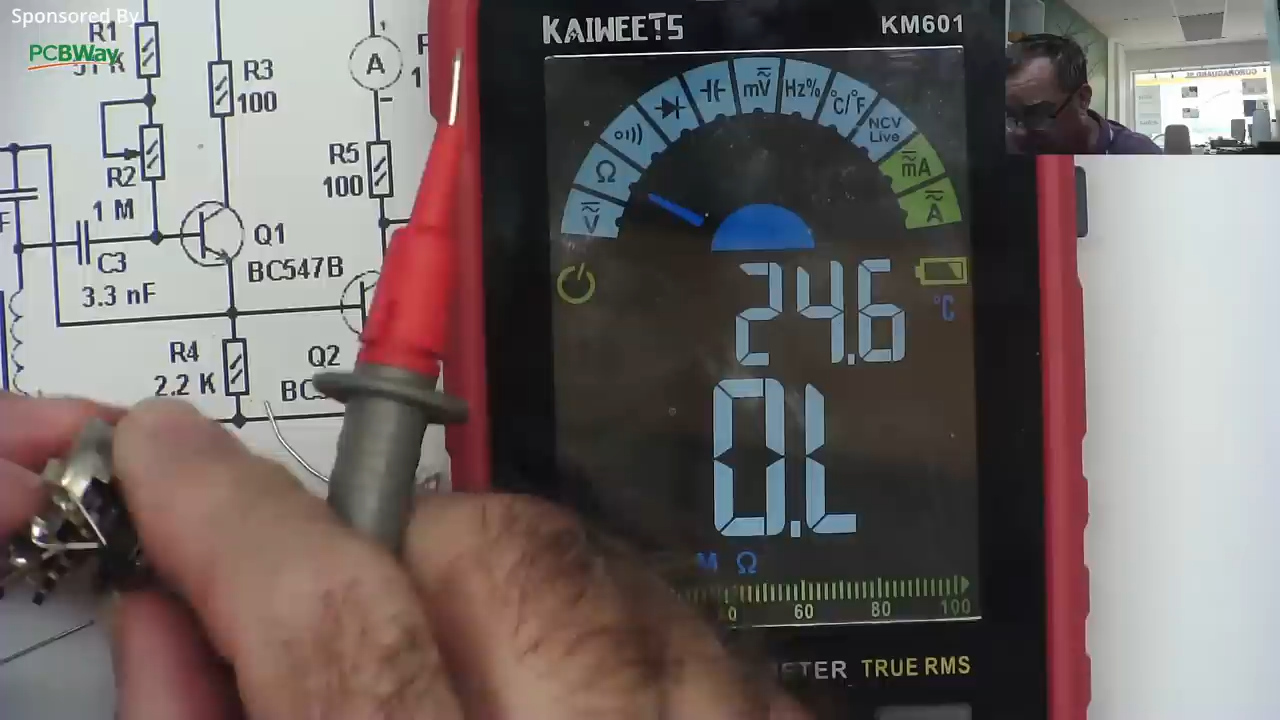 Sponsored By
PCBWay
R1
R3
100
A
R2
1 M
C3
3.3 nF
F
Q1
BC547B
R5
100
R4
2.2 K
Q2
BC
KAIWEETS
KM601
V
Ω
mV
Hz%
°C/°F
NCV
Live
mA
A
24.6
°C
0.L
M Ω
60
80
100
TRUE RMS